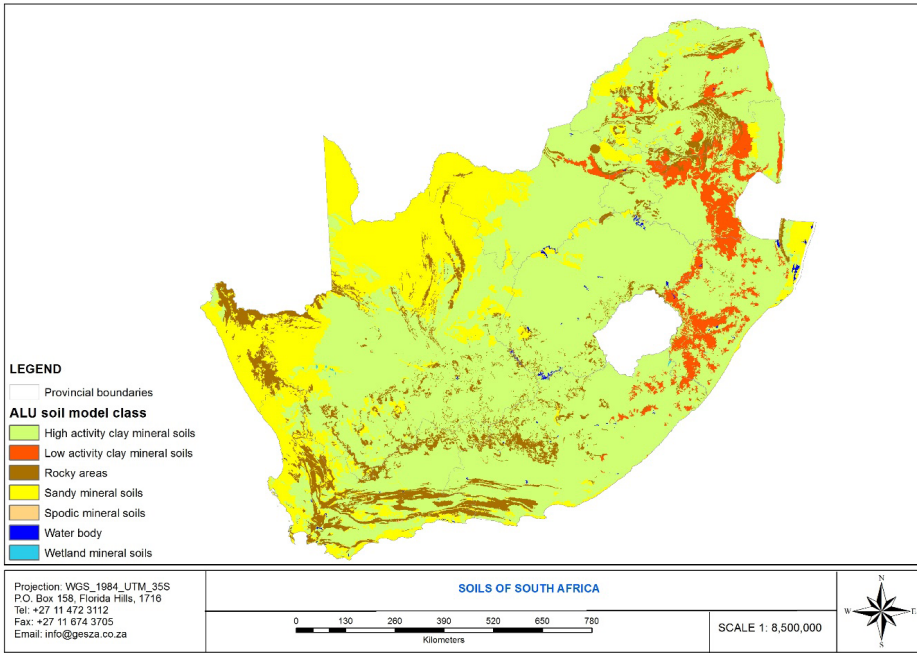 LEGEND
Provincial boundaries
ALU soil model class
High activity clay mineral soils
Low activity clay mineral soils
Rocky areas
Sandy mineral soils
Spodic mineral soils
Water body
Wetland mineral soils
Projection: WGS_1984_UTM_35S
P.O. Box 158, Florida Hills, 1716
Tel: +27 11 472 3112
Fax: +27 11 674 3705
Email: info@gesza.co.za
SOILS OF SOUTH AFRICA
0 130 260 390 520 650 780
Kilometers
SCALE 1: 8,500,000
N
W E
S